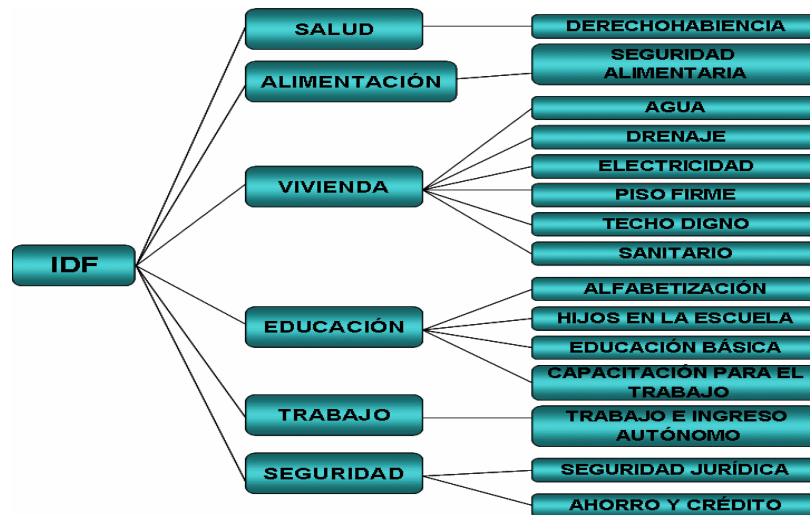 SALUD
DERECHOHABIENCIA
ALIMENTACIÓN
SEGURIDAD
ALIMENTARIA
VIVIENDA
AGUA
DRENAJE
ELECTRICIDAD
PISO FIRME
TECHO DIGNO
SANITARIO
IDF
EDUCACIÓN
ALFABETIZACIÓN
HIJOS EN LA ESCUELA
EDUCACIÓN BÁSICA
CAPACITACIÓN PARA EL
TRABAJO
TRABAJO
TRABAJO E INGRESO
AUTÓNOMO
SEGURIDAD
SEGURIDAD JURÍDICA
AHORRO Y CRÉDITO